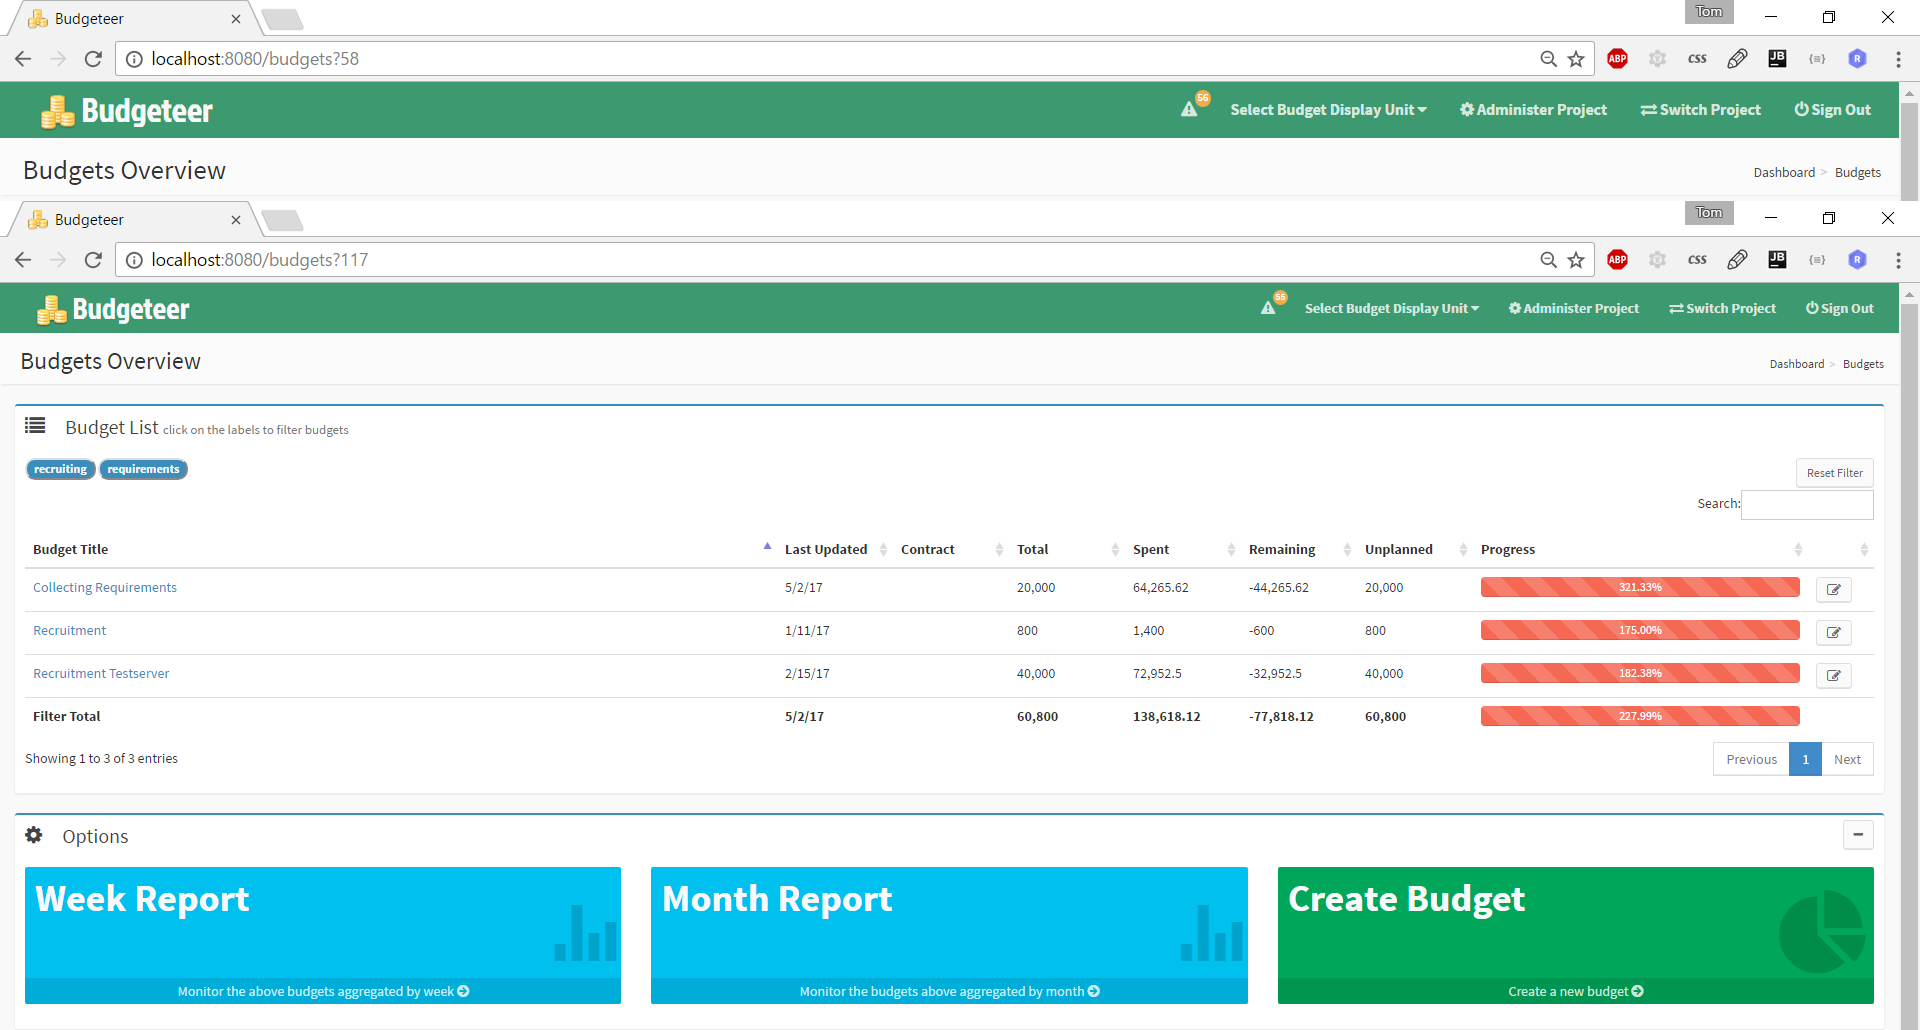 Budgeteer
Tom
localhost:8080/budgets?58
ABP
CSS
JB
R
Budgeteer
56
Select Budget Display Unit
Administer Project
Switch Project
Sign Out
Budgets Overview
Dashboard > Budgets
Budgeteer
Tom
localhost:8080/budgets?117
ABP
CSS
JB
R
Budgeteer
55
Select Budget Display Unit
Administer Project
Switch Project
Sign Out
Budgets Overview
Dashboard > Budgets
Budget List click on the labels to filter budgets
recruiting requirements
Reset Filter
Search:
Budget Title Last Updated Contract Total Spent Remaining Unplanned Progress
Collecting Requirements 5/2/17 20,000 64,265.62 -44,265.62 20,000 321.33%
Recruitment 1/11/17 800 1,400 -600 800 175.00%
Recruitment Testserver 2/15/17 40,000 72,952.5 -32,952.5 40,000 182.38%
Filter Total 5/2/17 60,800 138,618.12 -77,818.12 60,800 227.99%
Showing 1 to 3 of 3 entries
Previous 1 Next
Options
Week Report
Monitor the above budgets aggregated by week
Month Report
Monitor the budgets above aggregated by month
Create Budget
Create a new budget